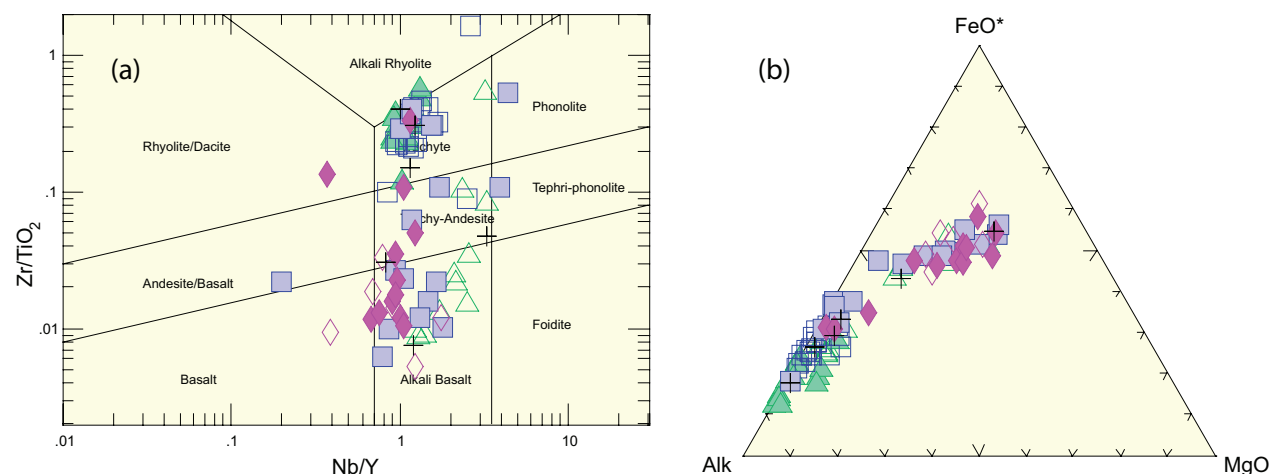 (a)
(b)
FeO*
Alk
MgO
Zr/TiO2
Nb/Y
1
.1
.01
.01
.1
1
10
Alkali Rhyolite
Phonolite
Rhyolite/Dacite
Tephri-phonolite
Andesite/Basalt
Foidite
Basalt
Alkali Basalt